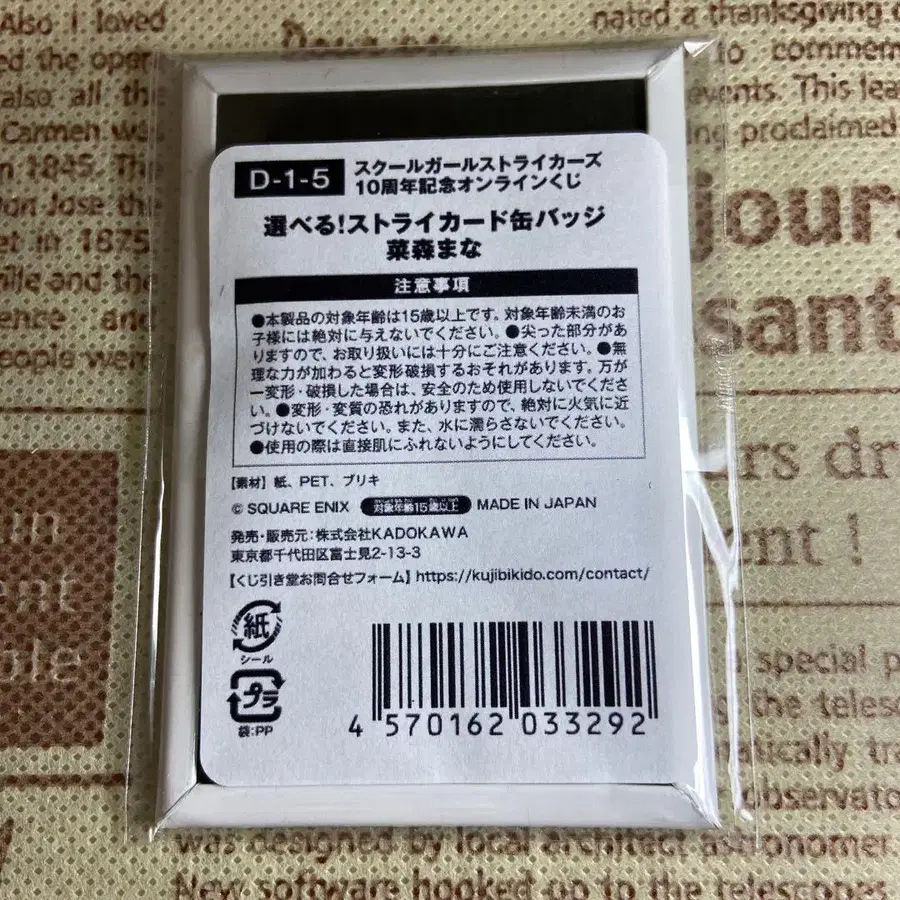 Also I loved
the oper
also all the
Carmen was
n 1845. The
on Jose the
et in 1875
ville and the
ence and
people wer
nated a thanksgiving
to commem
events. This lea
ng proclaimed
jour
sant
urs dr
ent !
D-1-5
スクールガールストライカーズ
10周年記念オンラインくじ
選べる!ストライカード缶バッジ
菜森まな
注意事項
●本製品の対象年齢は15歳以上です。対象年齢未満のお
子様には絶対に与えないでください。●尖った部分があ
りますので、お取り扱いには十分にご注意ください。●無
理な力が加わると変形破損するおそれがあります。万が
一変形・破損した場合は、安全のため使用しないでくださ
い。●変形・変質の恐れがありますので、絶対に火気に近
づけないでください。また、水に濡らさないでください。
●使用の際は直接肌にふれないようにしてください。
【素材】紙、PET、ブリキ
© SQUARE ENIX 対象年齢15歳以上 MADE IN JAPAN
発売・販売元:株式会社KADOKAWA
東京都千代田区富士見2-13-3
【くじ引き堂お問合せフォーム】https://kujibikido.com/contact/
紙
シール
プラ
袋:PP
4 570162 033292
a special p
the telesc
tically tra
observato
was designed by local architect astronomer
New software hooked up to the telescopes